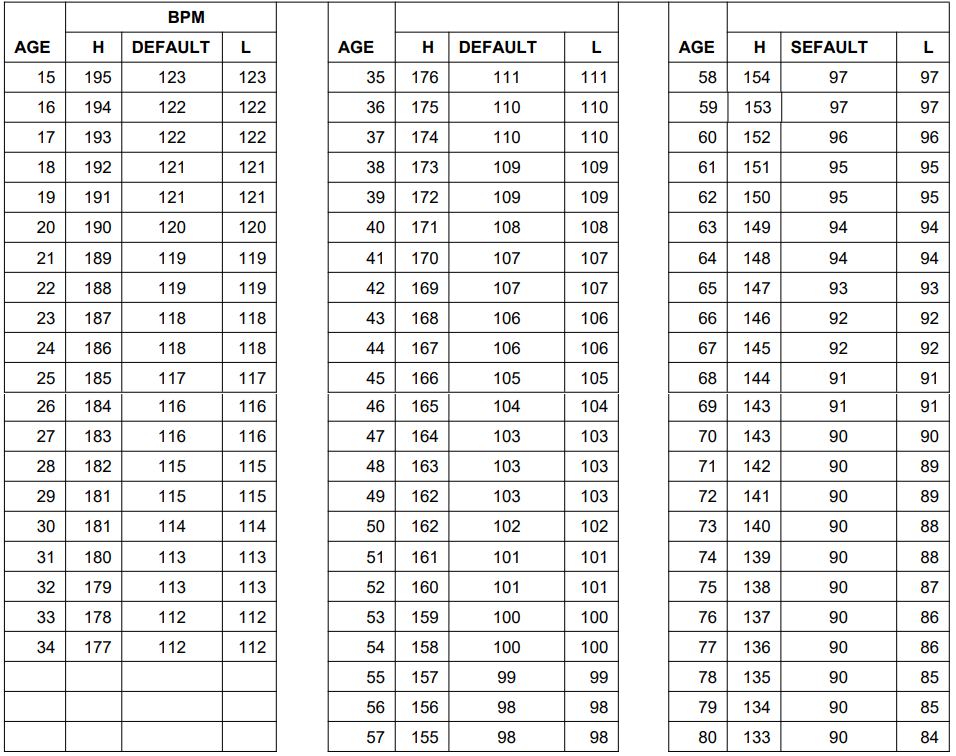 BPM
AGE H DEFAULT L AGE H DEFAULT L AGE H SEFAULT L
15 195 123 123 35 176 111 111 58 154 97 97
16 194 122 122 36 175 110 110 59 153 97 97
17 193 122 122 37 174 110 110 60 152 96 96
18 192 121 121 38 173 109 109 61 151 95 95
19 191 121 121 39 172 109 109 62 150 95 95
20 190 120 120 40 171 108 108 63 149 94 94
21 189 119 119 41 170 107 107 64 148 94 94
22 188 119 119 42 169 107 107 65 147 93 93
23 187 118 118 43 168 106 106 66 146 92 92
24 186 118 118 44 167 106 106 67 145 92 92
25 185 117 117 45 166 105 105 68 144 91 91
26 184 116 116 46 165 104 104 69 143 91 91
27 183 116 116 47 164 103 103 70 143 90 90
28 182 115 115 48 163 103 103 71 142 90 89
29 181 115 115 49 162 103 103 72 141 90 89
30 181 114 114 50 162 102 102 73 140 90 88
31 180 113 113 51 161 101 101 74 139 90 88
32 179 113 113 52 160 101 101 75 138 90 87
33 178 112 112 53 159 100 100 76 137 90 86
34 177 112 112 54 158 100 100 77 136 90 86
55 157 99 99 78 135 90 85
56 156 98 98 79 134 90 85
57 155 98 98 80 133 90 84